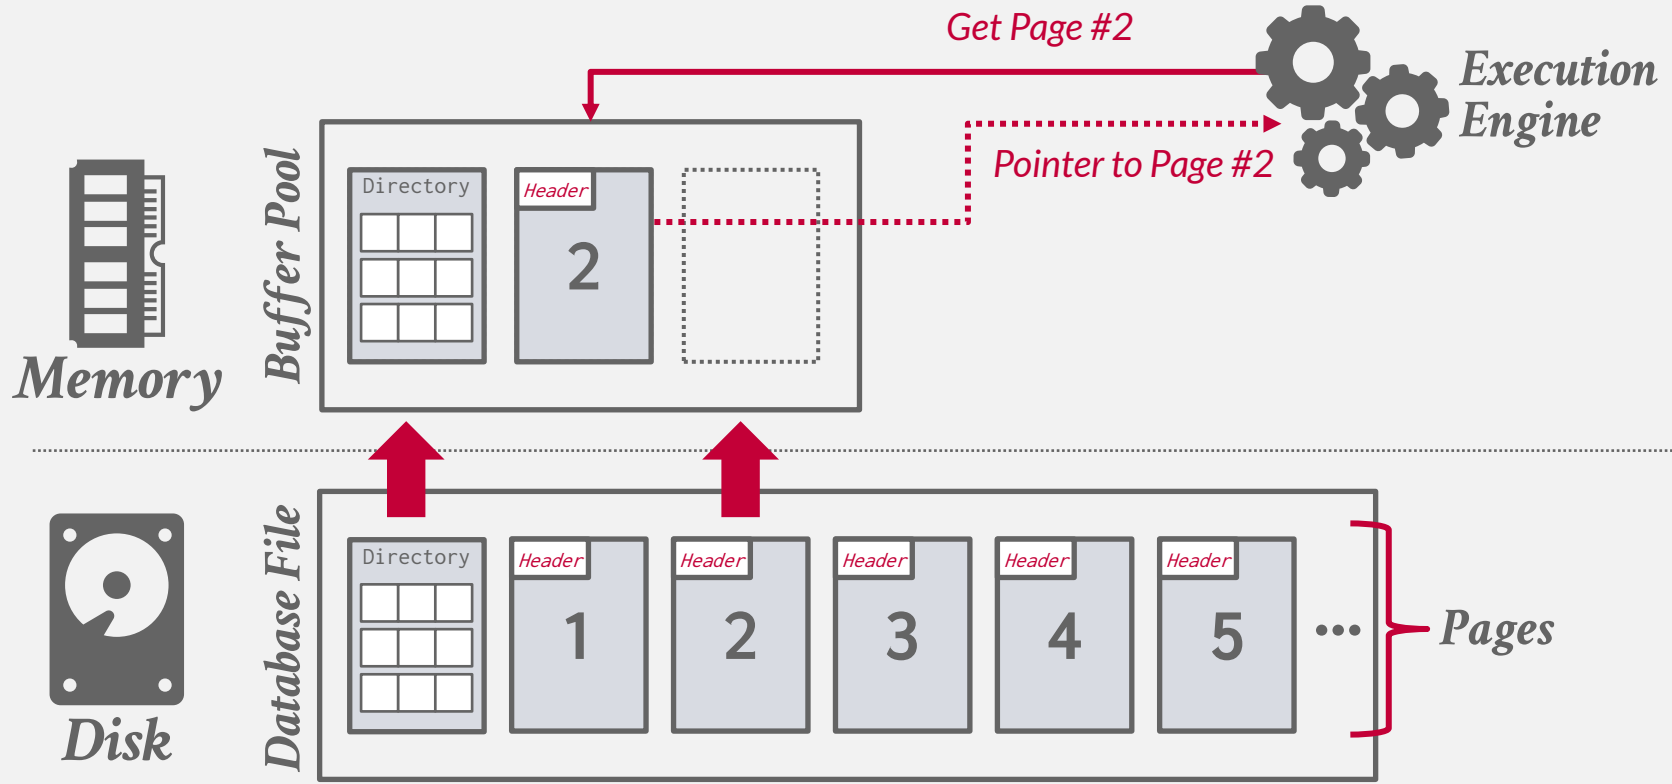 Get Page #2
Execution
Engine
Pointer to Page #2
Buffer Pool
Directory
Header
2
Memory
Database File
Directory
Header
1
Header
2
Header
3
Header
4
Header
5
...
Pages
Disk